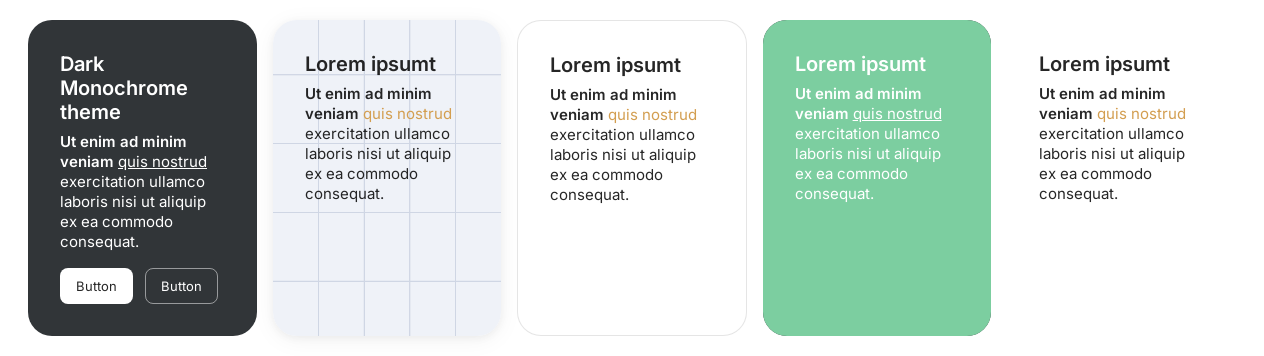 Dark
Monochrome
theme
Ut enim ad minim
veniam quis nostrud
exercitation ullamco
laboris nisi ut aliquip
ex ea commodo
consequat.
Button
Button
Lorem ipsumt
Ut enim ad minim
veniam quis nostrud
exercitation ullamco
laboris nisi ut aliquip
ex ea commodo
consequat.
Lorem ipsumt
Ut enim ad minim
veniam quis nostrud
exercitation ullamco
laboris nisi ut aliquip
ex ea commodo
consequat.
Lorem ipsumt
Ut enim ad minim
veniam quis nostrud
exercitation ullamco
laboris nisi ut aliquip
ex ea commodo
consequat.
Lorem ipsumt
Ut enim ad minim
veniam quis nostrud
exercitation ullamco
laboris nisi ut aliquip
ex ea commodo
consequat.